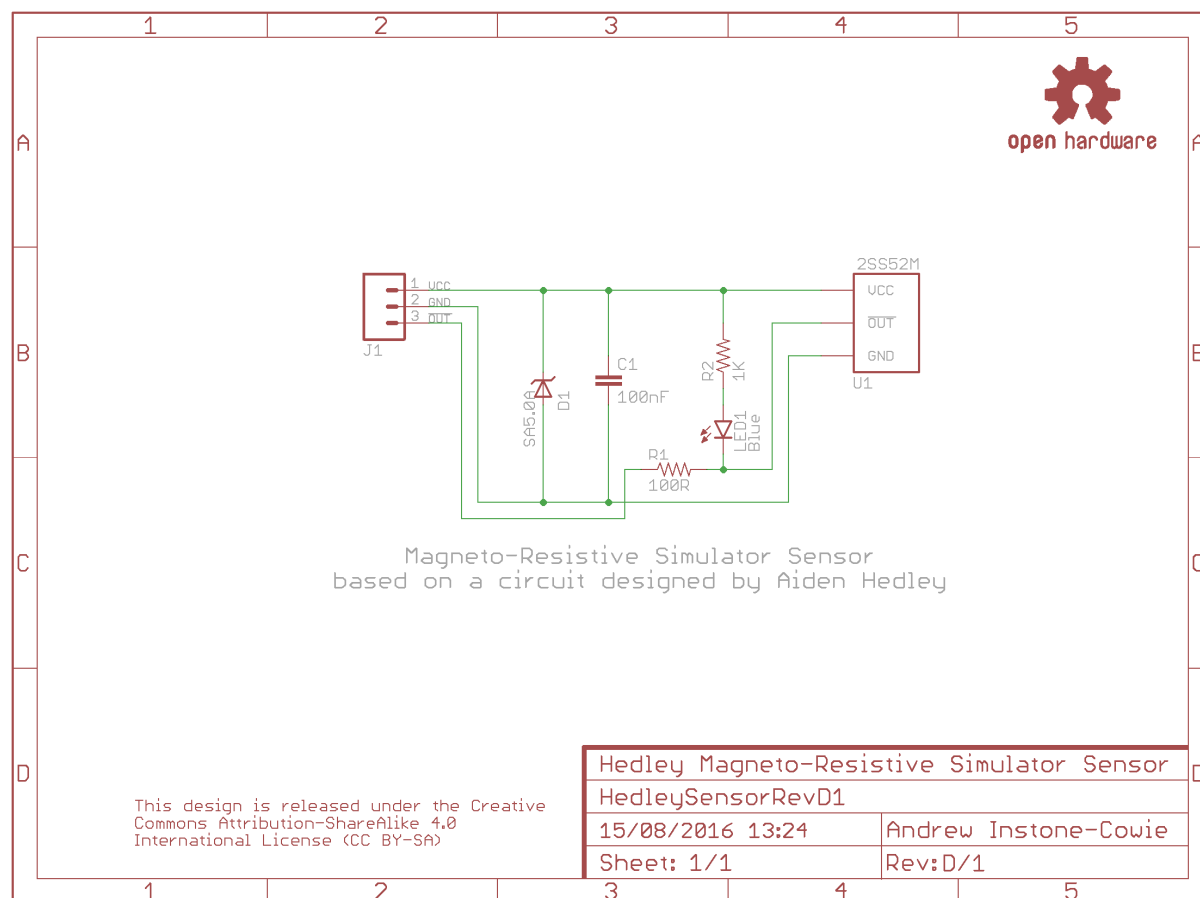 1 2 3 4 5
A
A
open hardware
B
B
C
C
D
D
1 VCC
2 GND
3 OUT
J1
SA5.0A
D1
C1
100nF
R2
1K
LED1
Blue
R1
100R
2SS52M
VCC
OUT
GND
U1
Magneto-Resistive Simulator Sensor
based on a circuit designed by Aiden Hedley
This design is released under the Creative
Commons Attribution-ShareAlike 4.0
International License (CC BY-SA)
Hedley Magneto-Resistive Simulator Sensor
HedleySensorRevD1
15/08/2016 13:24
Andrew Instone-Cowie
Sheet: 1/1
Rev:D/1
1 2 3 4 5